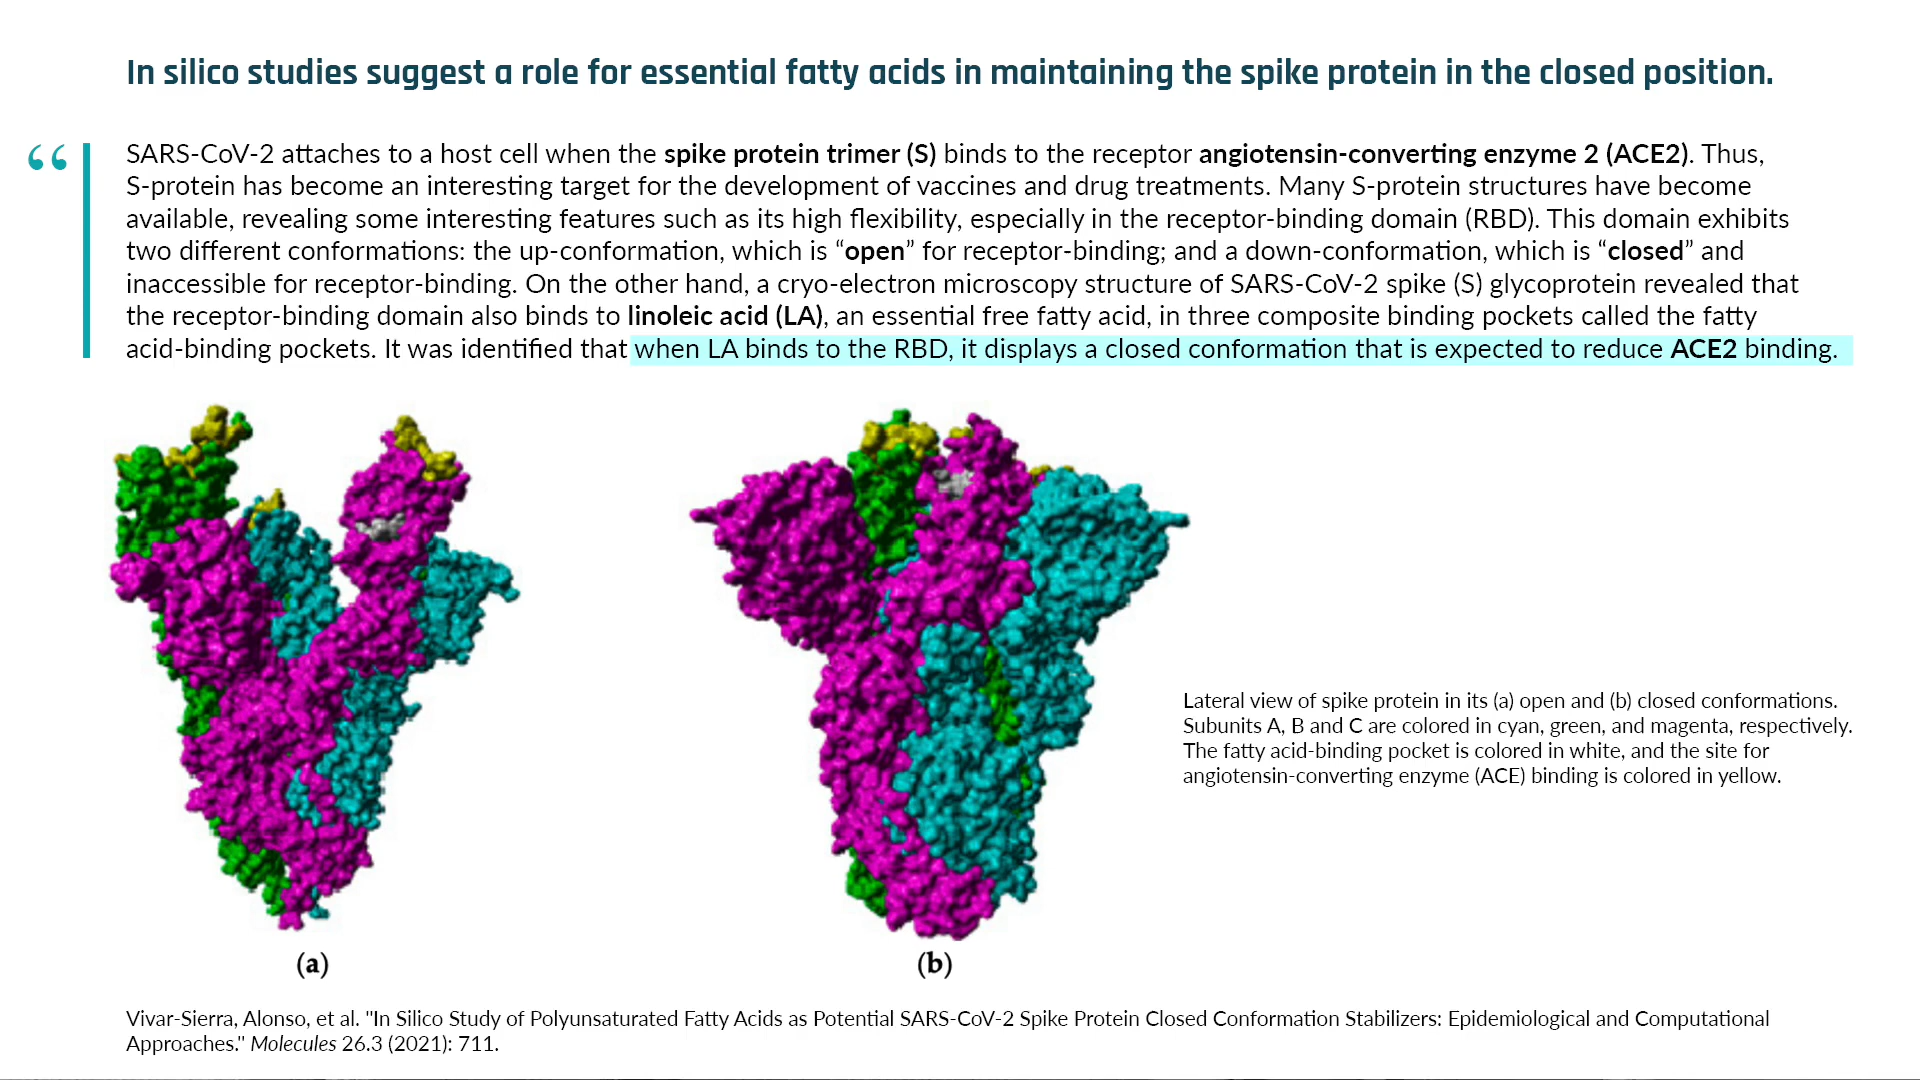 In silico studies suggest a role for essential fatty acids in maintaining the spike protein in the closed position.
“
SARS-CoV-2 attaches to a host cell when the spike protein trimer (S) binds to the receptor angiotensin-converting enzyme 2 (ACE2). Thus,
S-protein has become an interesting target for the development of vaccines and drug treatments. Many S-protein structures have become
available, revealing some interesting features such as its high flexibility, especially in the receptor-binding domain (RBD). This domain exhibits
two different conformations: the up-conformation, which is “open” for receptor-binding; and a down-conformation, which is “closed” and
inaccessible for receptor-binding. On the other hand, a cryo-electron microscopy structure of SARS-CoV-2 spike (S) glycoprotein revealed that
the receptor-binding domain also binds to linoleic acid (LA), an essential free fatty acid, in three composite binding pockets called the fatty
acid-binding pockets. It was identified that when LA binds to the RBD, it displays a closed conformation that is expected to reduce ACE2 binding.
Lateral view of spike protein in its (a) open and (b) closed conformations.
Subunits A, B and C are colored in cyan, green, and magenta, respectively.
The fatty acid-binding pocket is colored in white, and the site for
angiotensin-converting enzyme (ACE) binding is colored in yellow.
(a)
(b)
Vivar-Sierra, Alonso, et al. "In Silico Study of Polyunsaturated Fatty Acids as Potential SARS-CoV-2 Spike Protein Closed Conformation Stabilizers: Epidemiological and Computational
Approaches." Molecules 26.3 (2021): 711.